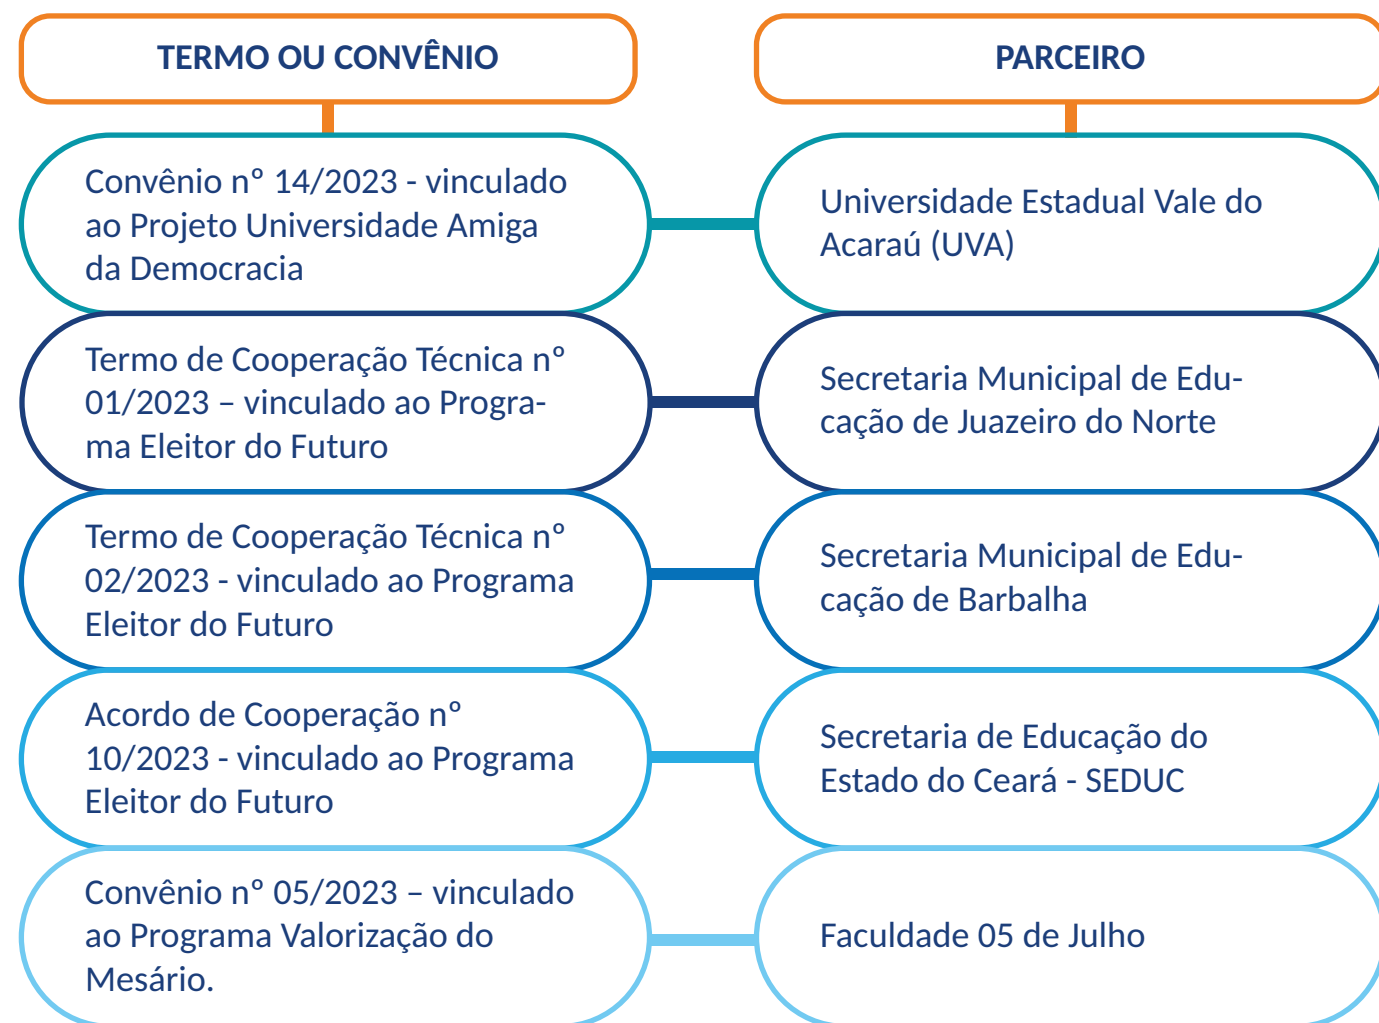 TERMO OU CONVÊNIO
PARCEIRO
Convênio nº 14/2023 - vinculado
ao Projeto Universidade Amiga
da Democracia
Universidade Estadual Vale do
Acaraú (UVA)
Termo de Cooperação Técnica nº
01/2023 – vinculado ao Progra-
ma Eleitor do Futuro
Secretaria Municipal de Edu-
cação de Juazeiro do Norte
Termo de Cooperação Técnica nº
02/2023 - vinculado ao Programa
Eleitor do Futuro
Secretaria Municipal de Edu-
cação de Barbalha
Acordo de Cooperação nº
10/2023 - vinculado ao Programa
Eleitor do Futuro
Secretaria de Educação do
Estado do Ceará - SEDUC
Convênio nº 05/2023 – vinculado
ao Programa Valorização do
Mesário.
Faculdade 05 de Julho